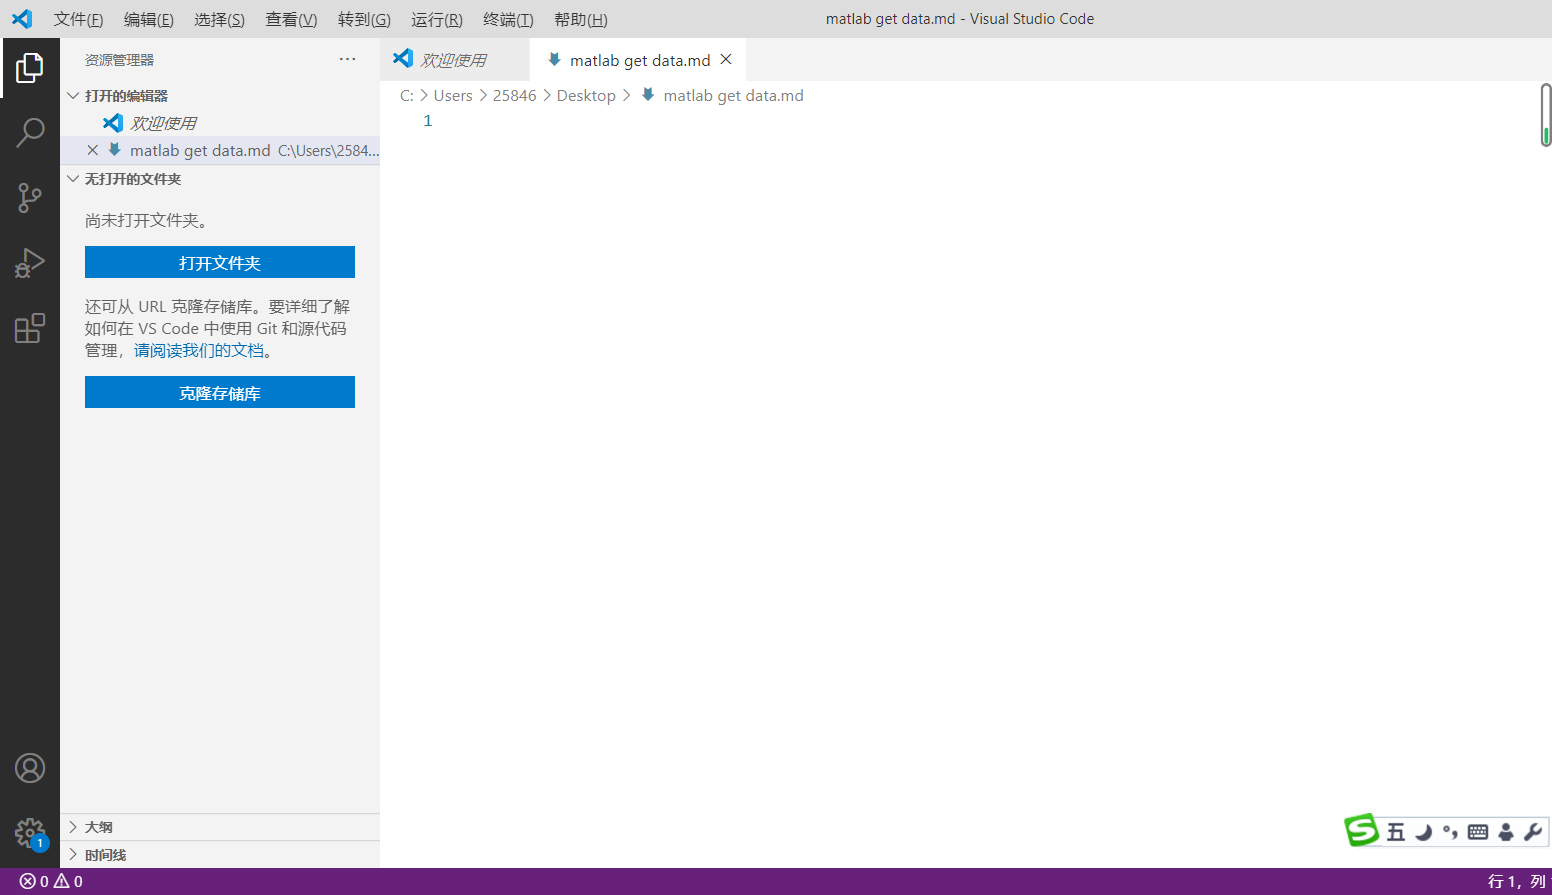 文件(F) 编辑(E) 选择(S) 查看(V) 转到(G) 运行(R) 终端(T) 帮助(H) matlab get data.md - Visual Studio Code
资源管理器 ···
打开的编辑器
欢迎使用
matlab get data.md C:\Users\2584...
无打开的文件夹
尚未打开文件夹。
打开文件夹
还可从 URL 克隆存储库。要详细了解
如何在 VS Code 中使用 Git 和源代码
管理，请阅读我们的文档。
克隆存储库
大纲
时间线
欢迎使用 matlab get data.md
C: > Users > 25846 > Desktop > matlab get data.md
1
五
1
0 0
行 1，列